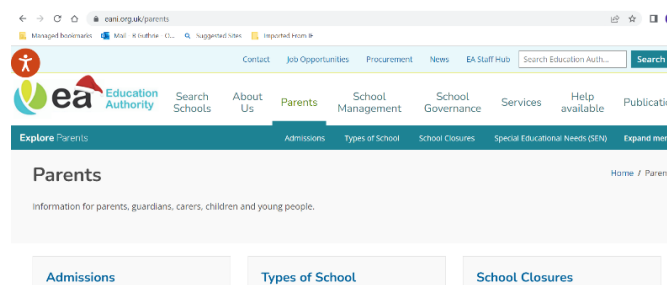 eani.org.uk/parents
Managed bookmarks Mail - Suggested Sites Imported From
Contact Job Opportunities Procurement News EA Staff Hub Search Education Auth... Search
ea Education Authority
Search Schools
About Us
Parents
School Management
School Governance
Services
Help available
Publicati
Explore Parents Admissions Types of School School Closures Special Educational Needs (SEN) Expand men
Parents
Home / Paren
Information for parents, guardians, carers, children and young people.
Admissions Types of School School Closures